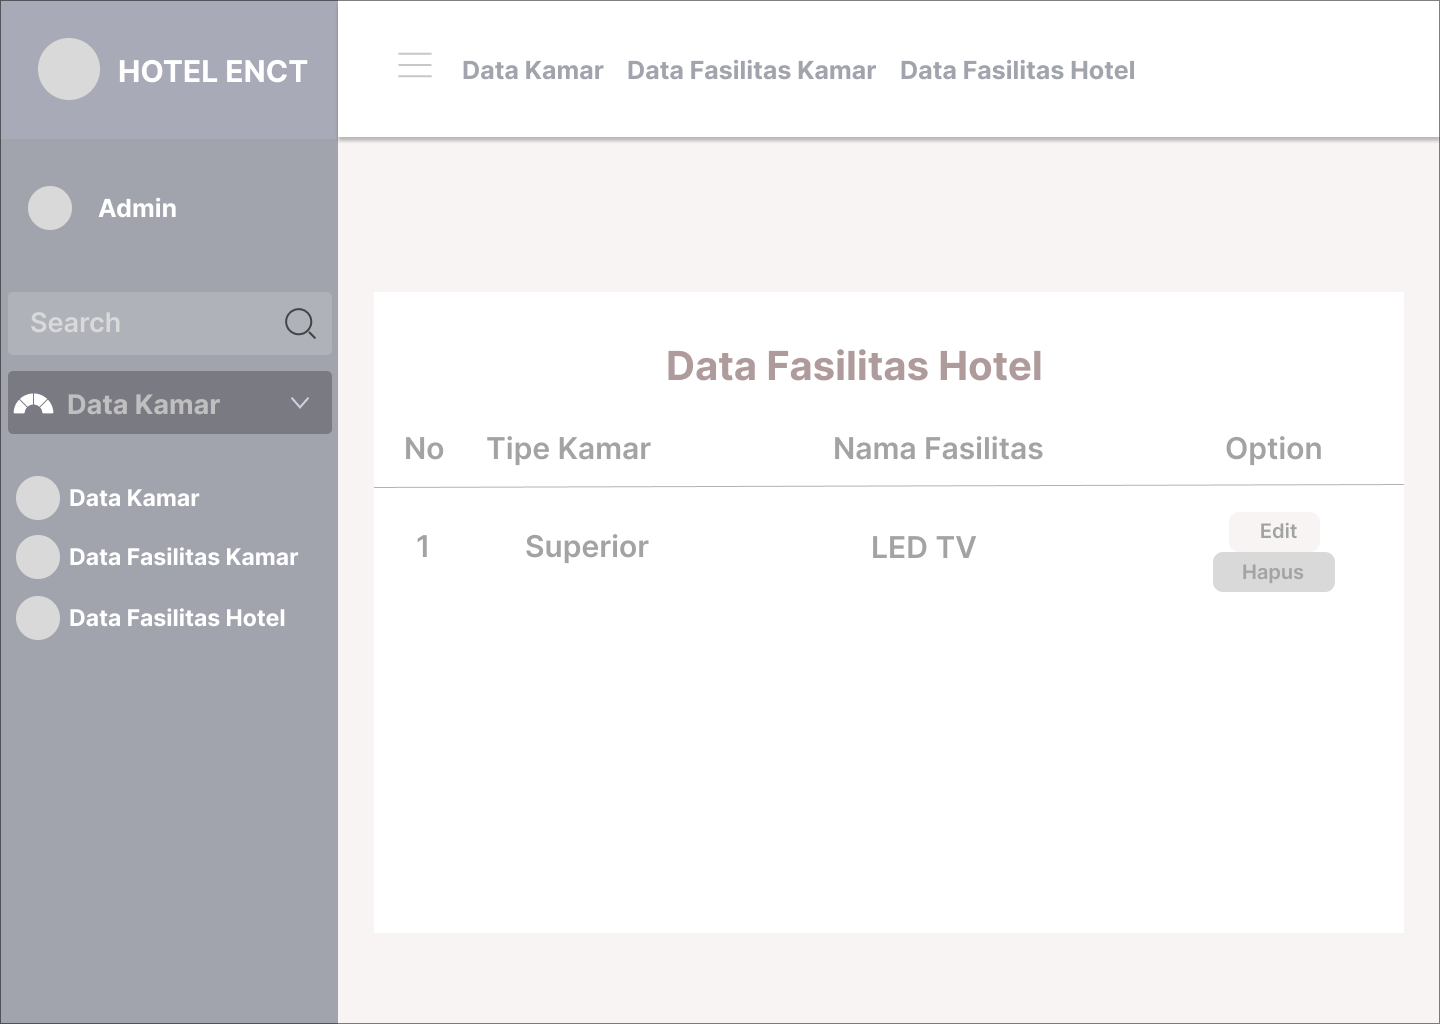 HOTEL ENCT
Data Kamar Data Fasilitas Kamar Data Fasilitas Hotel
Admin
Search
Data Kamar
Data Kamar
Data Fasilitas Kamar
Data Fasilitas Hotel
Data Fasilitas Hotel
No Tipe Kamar Nama Fasilitas Option
1 Superior LED TV
Edit
Hapus